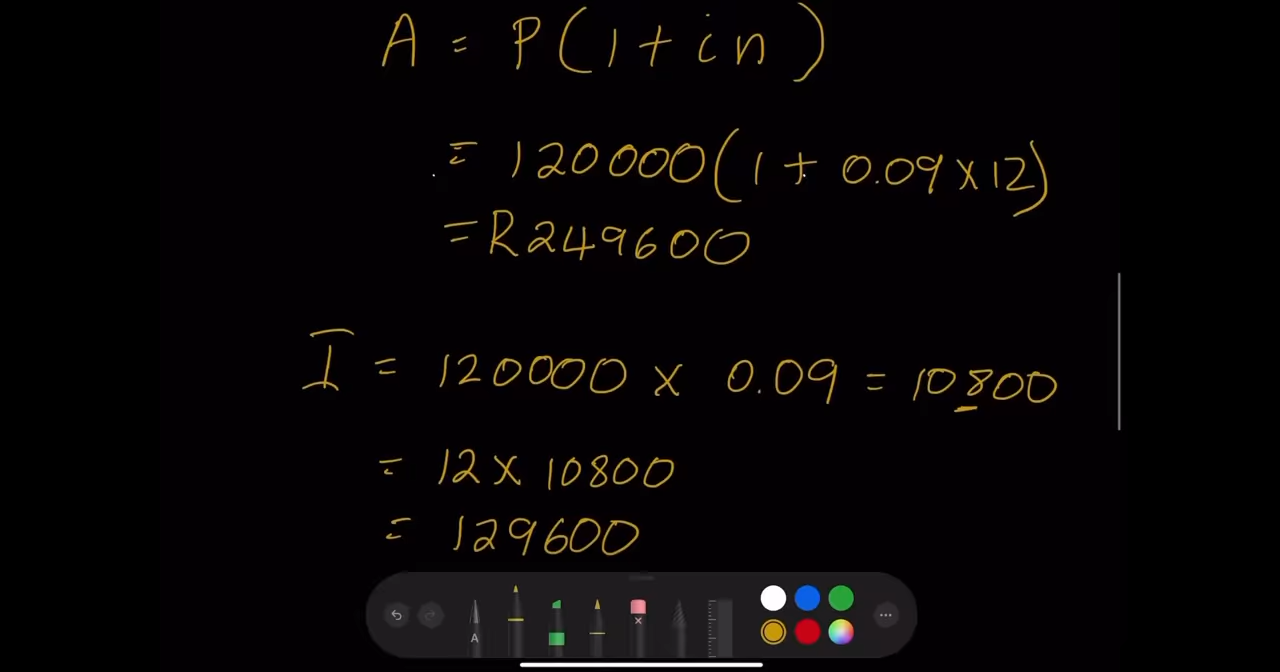 A = P(1+in)
= 120000(1 + 0.09×12)
= R249600
I = 120000 × 0.09 = 10800
= 12 × 10800
= 129600
A